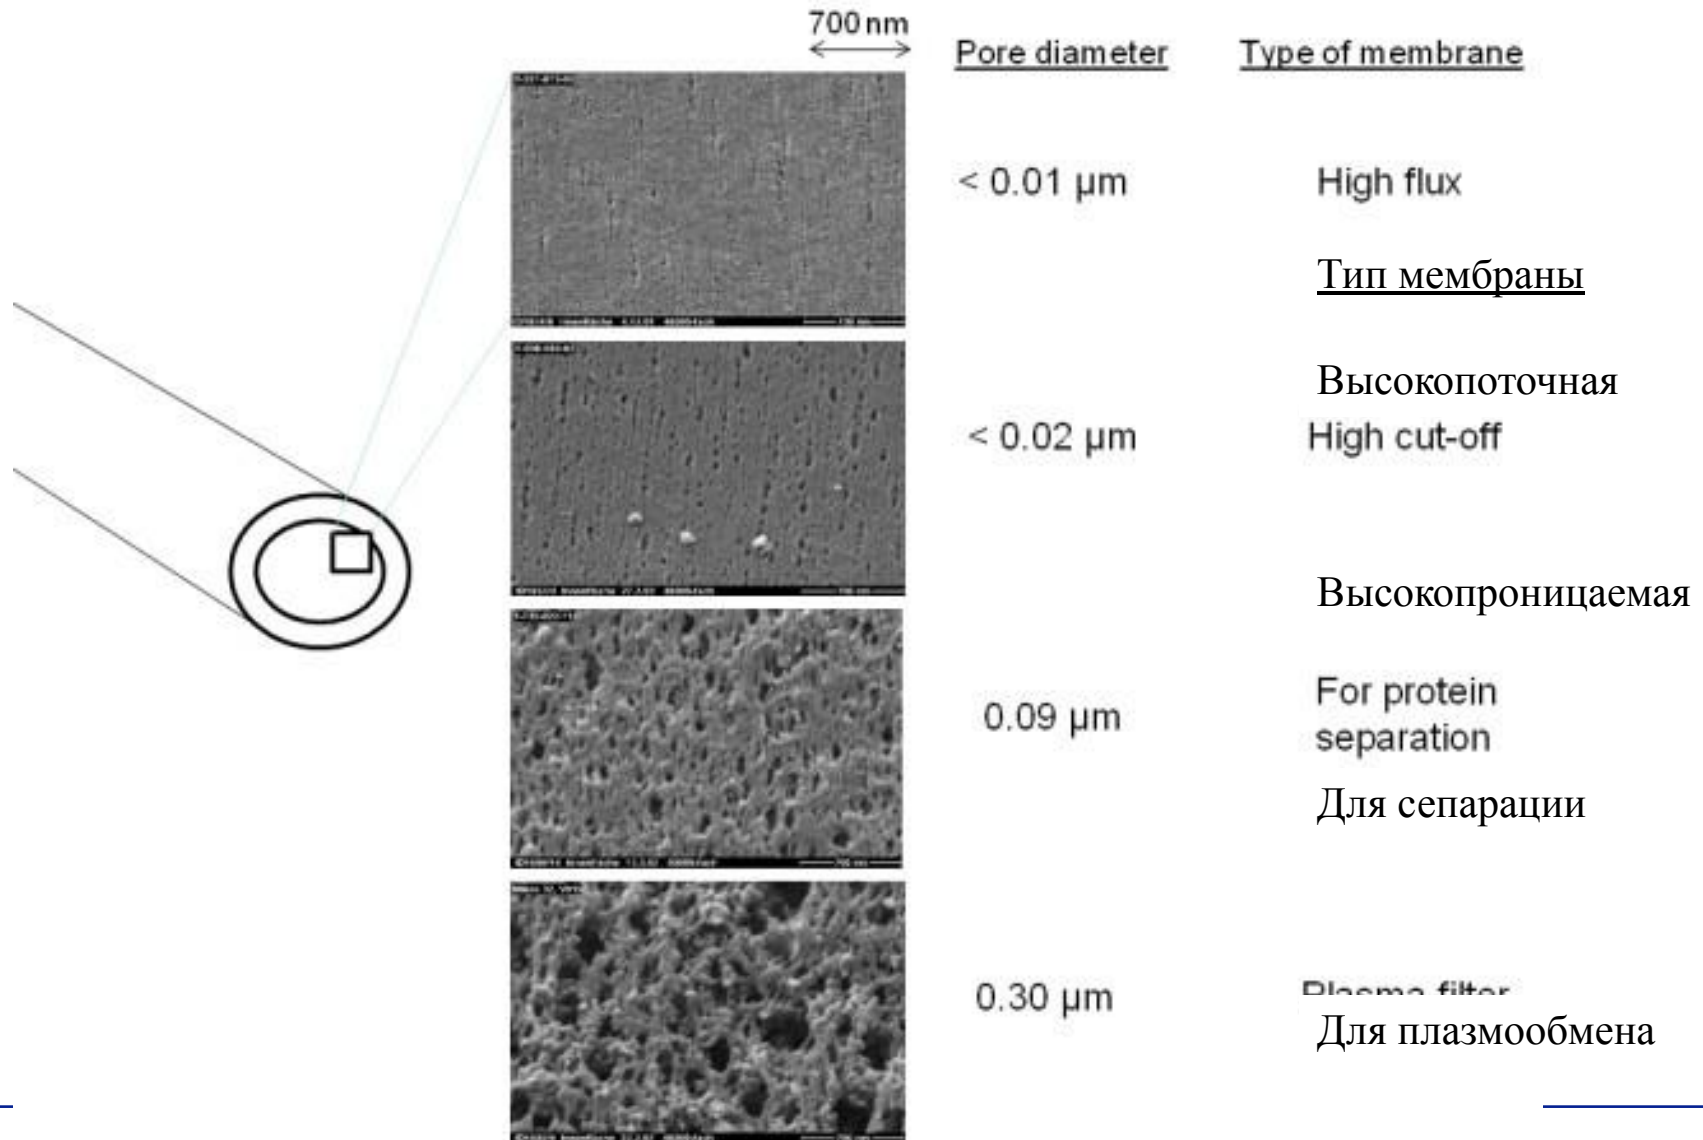 700 nm
Pore diameter
Type of membrane
< 0.01 µm
High flux
Тип мембраны
Высокопоточная
< 0.02 µm
High cut-off
Высокопроницаемая
0.09 µm
For protein
separation
Для сепарации
0.30 µm
Plasma filter
Для плазмообмена